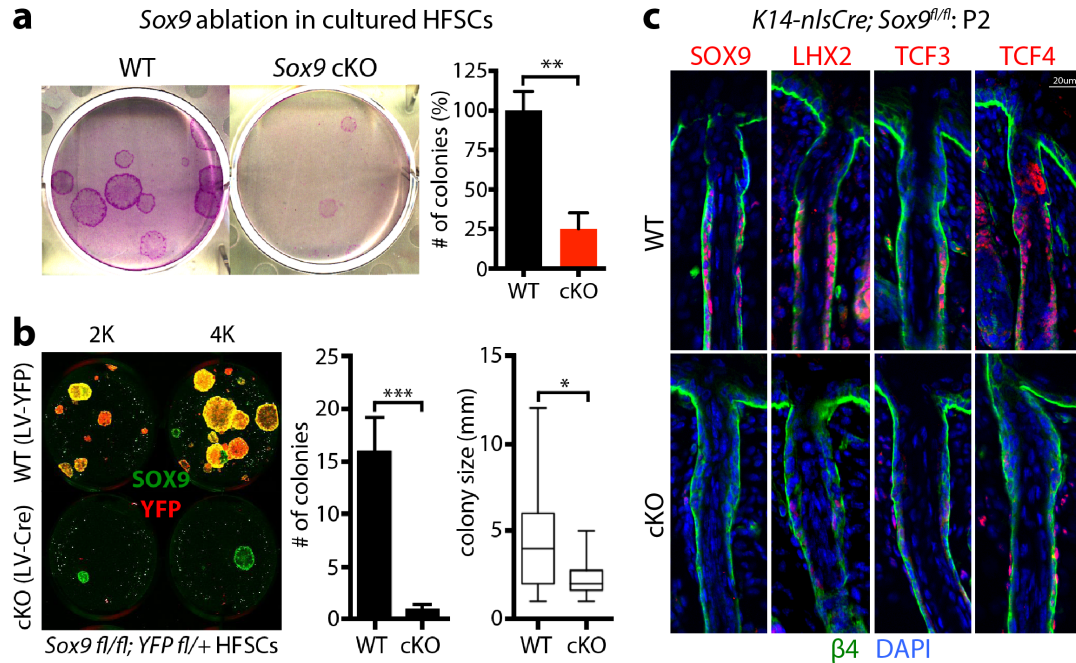 a
Sox9 ablation in cultured HFSCs
WT
Sox9 cKO
# of colonies (%)
125
100
75
50
25
0
**
WT
cKO
b
2K
4K
WT (LV-YFP)
cKO (LV-Cre)
SOX9
YFP
Sox9 fl/fl; YFP fl/+ HFSCs
# of colonies
25
20
15
10
5
0
***
WT
cKO
colony size (mm)
15
10
5
0
*
WT
cKO
c
K14-nlsCre; Sox9fl/fl: P2
SOX9
LHX2
TCF3
TCF4
20um
WT
cKO
β4 DAPI